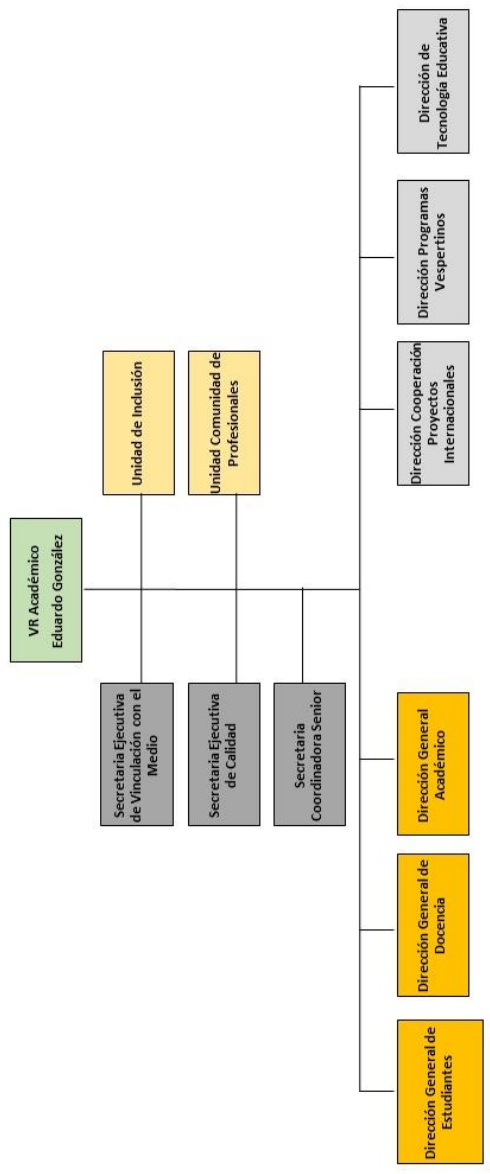 VR Académico
Eduardo González
Secretaria Ejecutiva
de Vinculación con el
Medio
Unidad de Inclusión
Secretaria Ejecutiva
de Calidad
Unidad Comunidad de
Profesionales
Secretaria
Coordinadora Senior
Dirección General de
Estudiantes
Dirección General de
Docencia
Dirección General
Académico
Dirección Cooperación
Proyectos
Internacionales
Dirección Programas
Vespertinos
Dirección de
Tecnología Educativa